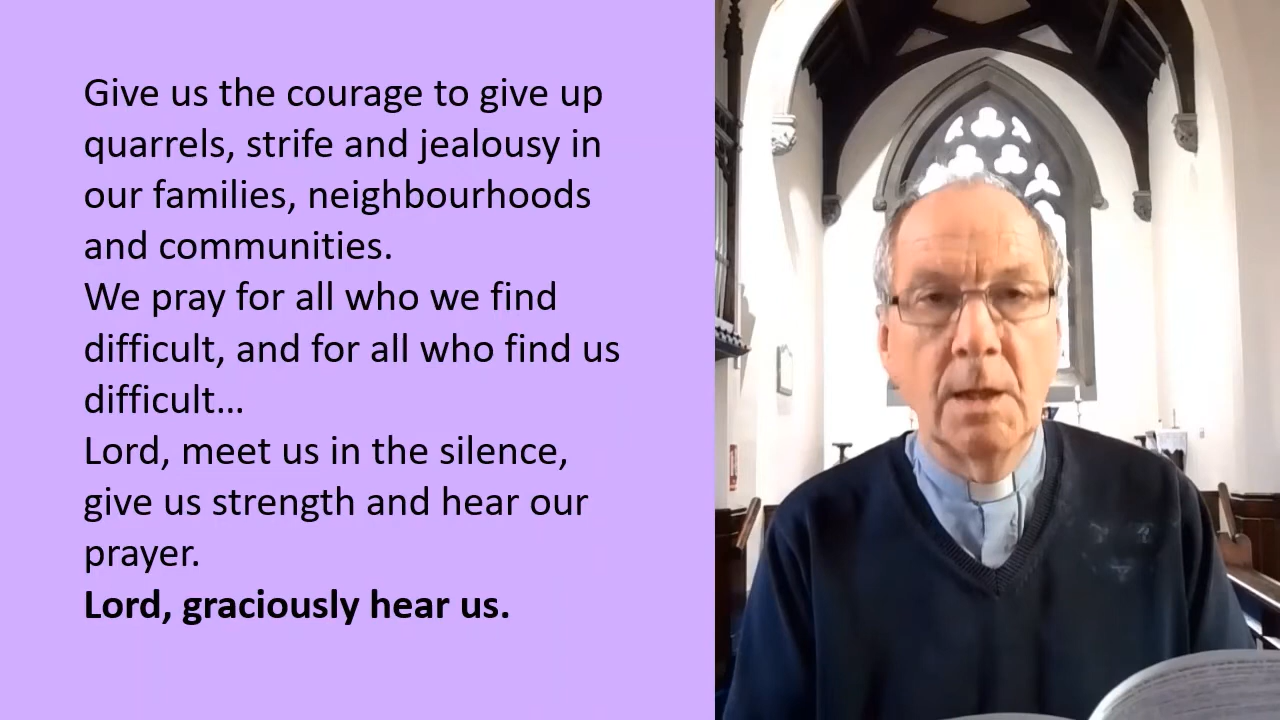 Give us the courage to give up
quarrels, strife and jealousy in
our families, neighbourhoods
and communities.
We pray for all who we find
difficult, and for all who find us
difficult…
Lord, meet us in the silence,
give us strength and hear our
prayer.
Lord, graciously hear us.